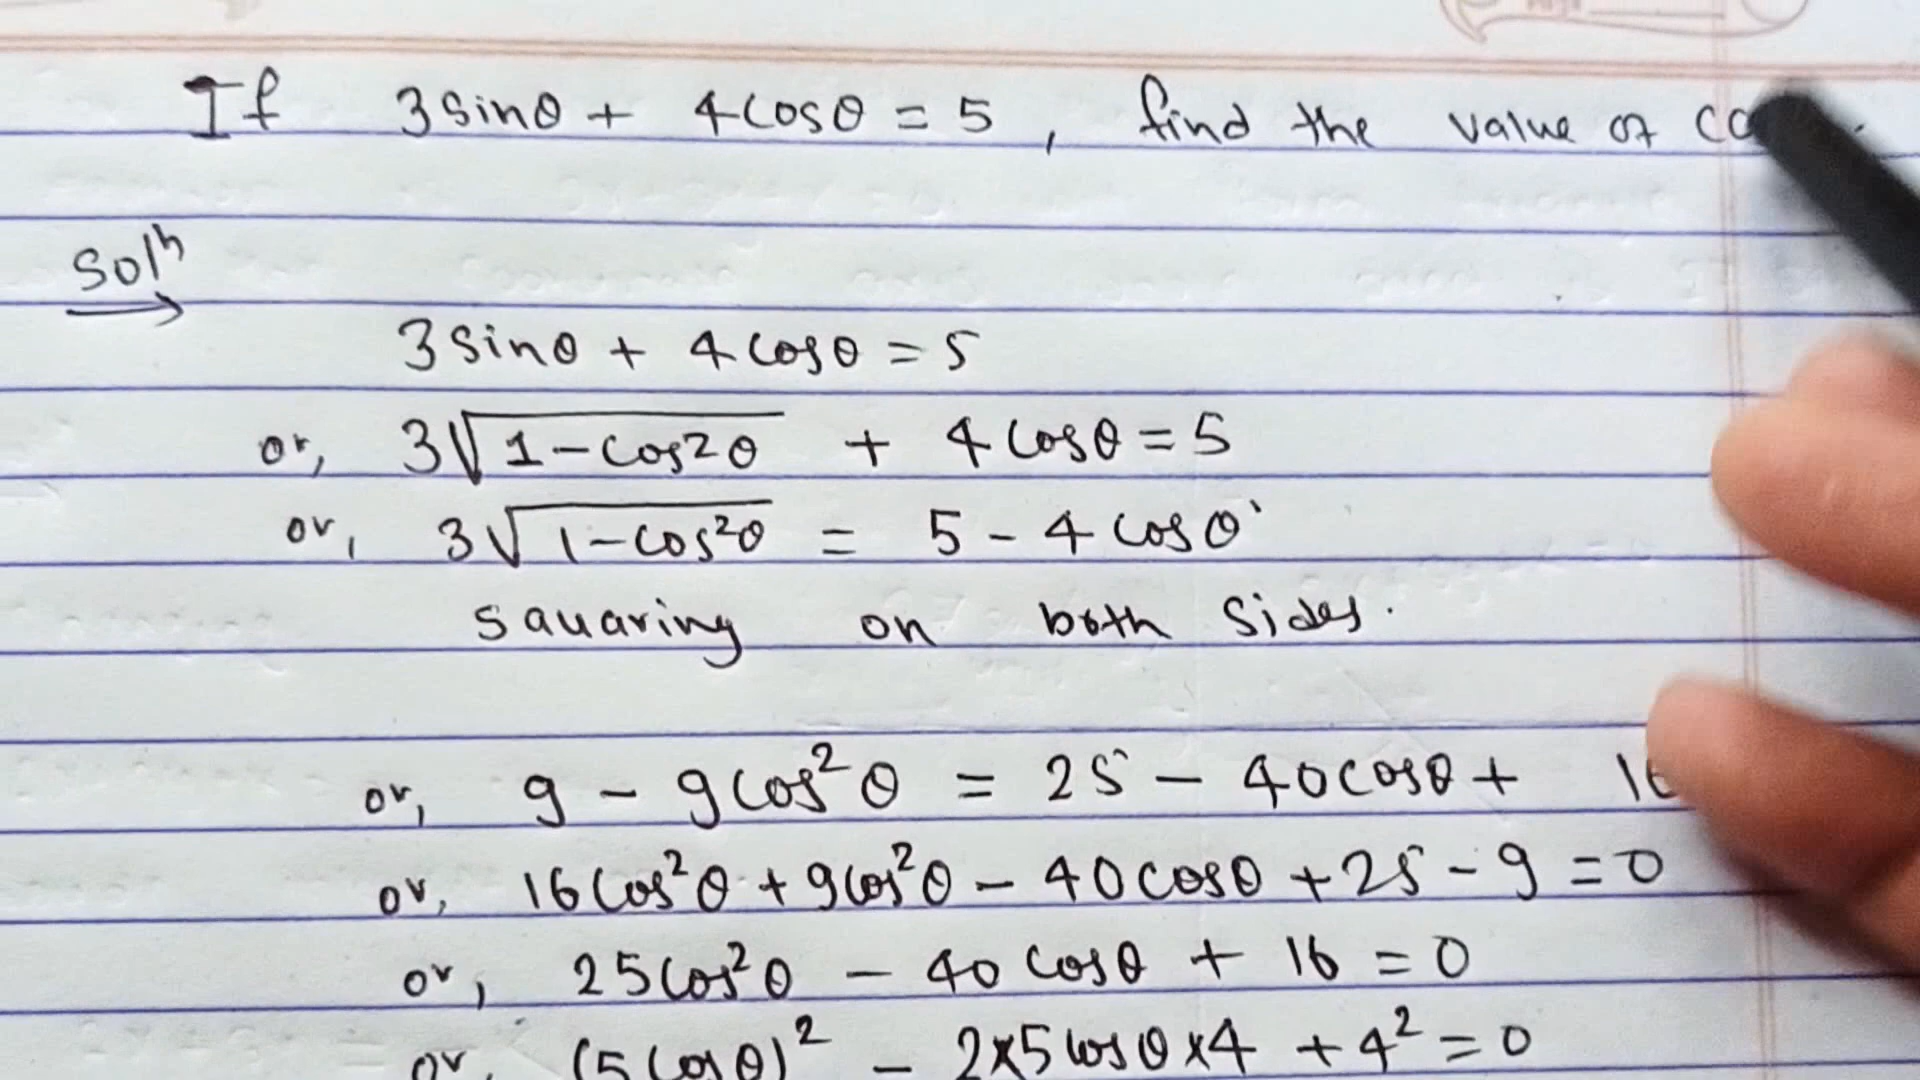 If 3sinθ + 4cosθ = 5, find the value of
Solⁿ
3sinθ + 4cosθ = 5
or, 3√(1-cos²θ) + 4cosθ = 5
or, 3√(1-cos²θ) = 5 - 4cosθ
squaring on both sides.
or, 9 - 9cos²θ = 25 - 40cosθ +
or, 16cos²θ + 9cos²θ - 40cosθ + 25 - 9 = 0
or, 25cos²θ - 40cosθ + 16 = 0
or, (5cosθ)² - 2×5cosθ×4 + 4² = 0